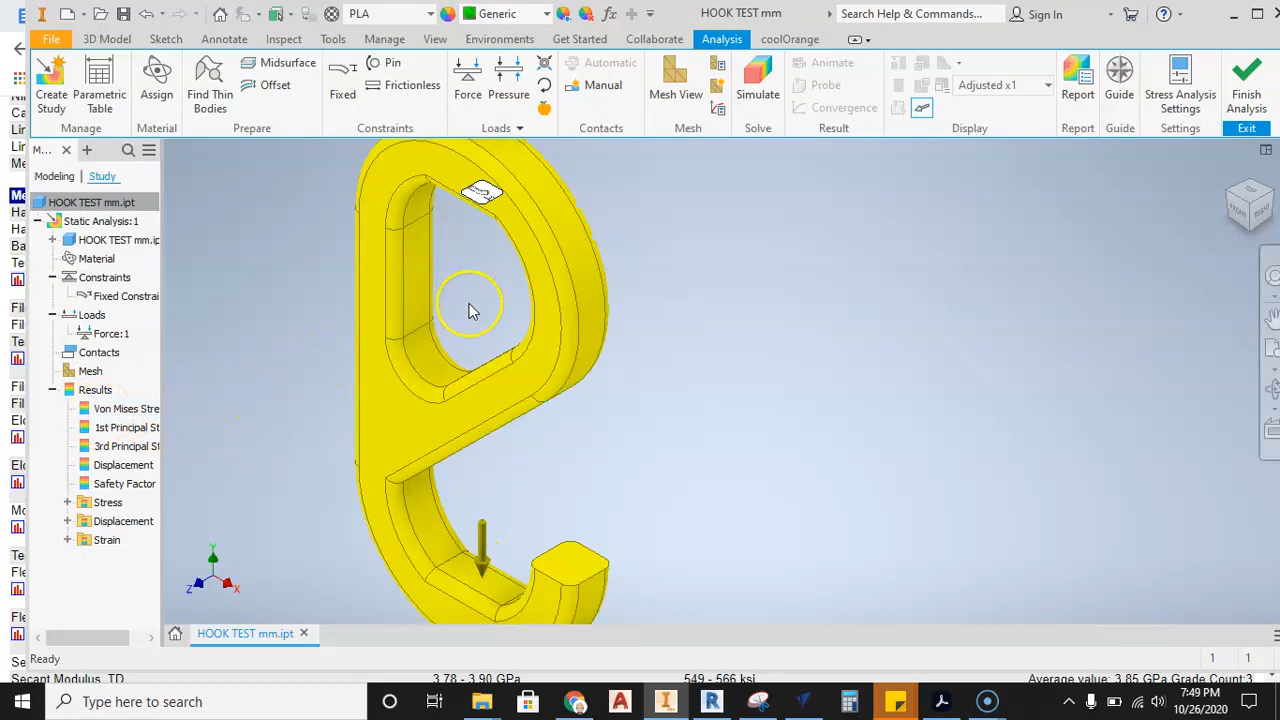 PLA
Generic
fx
HOOK TEST mm
Search Help & Commands...
Sign In
File
3D Model
Sketch
Annotate
Inspect
Tools
Manage
View
Environments
Get Started
Collaborate
Analysis
coolOrange
Create Study
Parametric Table
Assign
Find Thin Bodies
Midsurface
Offset
Fixed
Pin
Frictionless
Force
Pressure
Automatic
Manual
Mesh View
Simulate
Animate
Probe
Convergence
Adjusted x1
Report
Guide
Stress Analysis Settings
Finish Analysis
Manage
Material
Prepare
Constraints
Loads
Contacts
Mesh
Solve
Result
Display
Report
Guide
Settings
Exit
M...
Modeling
Study
HOOK TEST mm.ipt
Static Analysis:1
HOOK TEST mm.ip
Material
Constraints
Fixed Constrai
Loads
Force:1
Contacts
Mesh
Results
Von Mises Stre
1st Principal St
3rd Principal St
Displacement
Safety Factor
Stress
Displacement
Strain
FRONT
RIGHT
Y
Z
X
HOOK TEST mm.ipt
Ready
1
1
Secant Modulus, TD
3.78 - 3.90 GPa
549 - 566 ksi
Average value: 3.85 GPa Grade Count:3
Type here to search
7:49 PM
10/26/2020